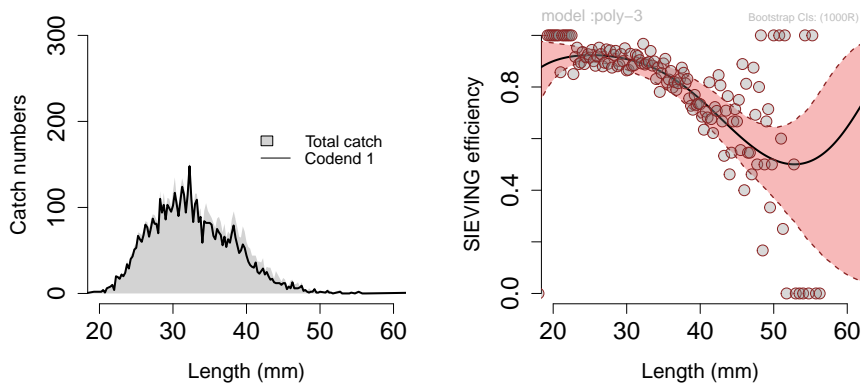 300
200
100
0
Catch numbers
Total catch
Codend 1
20 30 40 50 60
Length (mm)
model :poly-3
Bootstrap CIs: (1000R)
0.8
0.4
0.0
SIEVING efficiency
20 30 40 50 60
Length (mm)